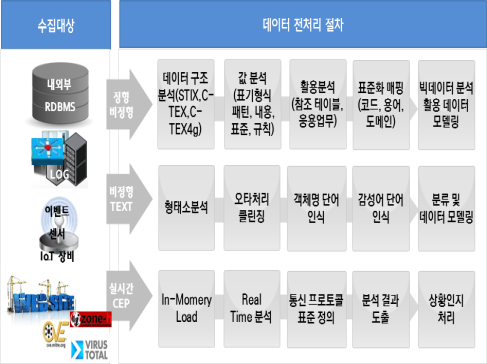 수집대상
데이터 전처리 절차
내외부
RDBMS
정형
비정형
데이터 구조
분석(STIX,C-
TEX,C-
TEX4g)
값 분석
(표기형식
패턴, 내용,
표준, 규칙)
활용분석
(참조 테이블,
응용업무)
표준화 매핑
(코드, 용어,
도메인)
빅데이터 분석
활용 데이터
모델링
LOG
이벤트
센서
IoT 장비
비정형
TEXT
형태소분석
오타처리
클린징
객체명 단어
인식
감성어 단어
인식
분류 및
데이터 모델링
WEBSITE
zone-h
CVE
VIRUS
TOTAL
실시간
CEP
In-Momery
Load
Real
Time 분석
통신 프로토콜
표준 정의
분석 결과
도출
상황인지
처리